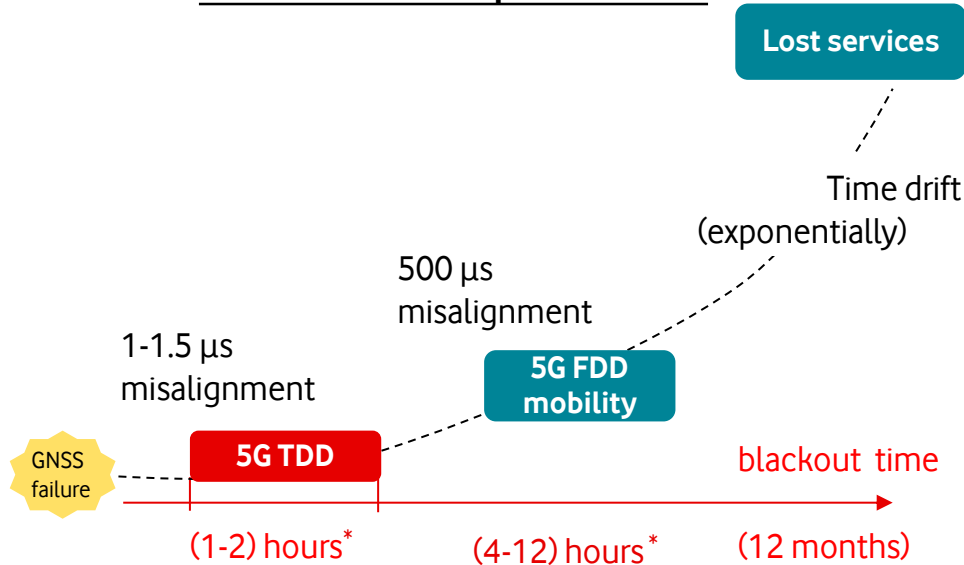 Lost services
Time drift
(exponentially)
500 μs
misalignment
1-1.5 μs
misalignment
5G FDD
mobility
5G TDD
GNSS
failure
blackout time
(1-2) hours*
(4-12) hours*
(12 months)